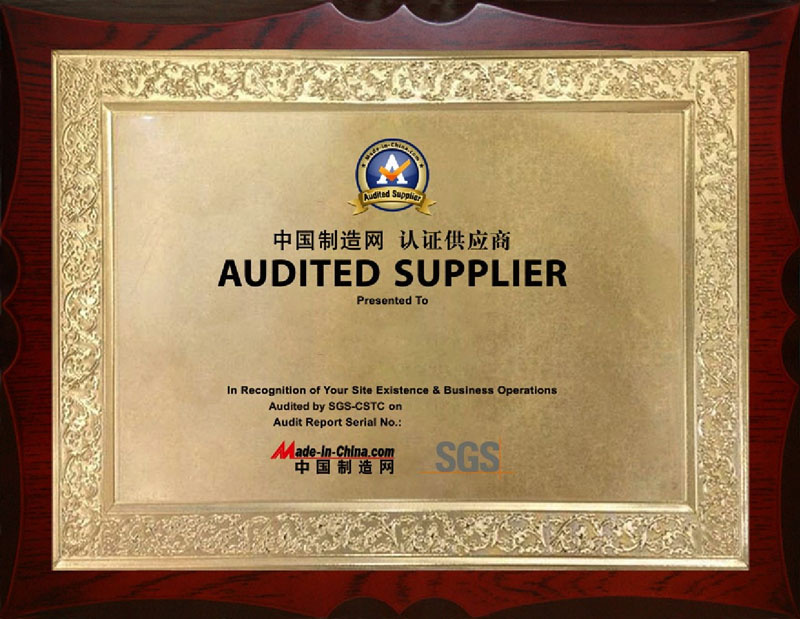 Made-in-China.com
A
Audited Supplier
中国制造网 认证供应商
AUDITED SUPPLIER
Presented To
In Recognition of Your Site Existence & Business Operations
Audited by SGS-CSTC on
Audit Report Serial No.:
Made-in-China.com
中国制造网
SGS